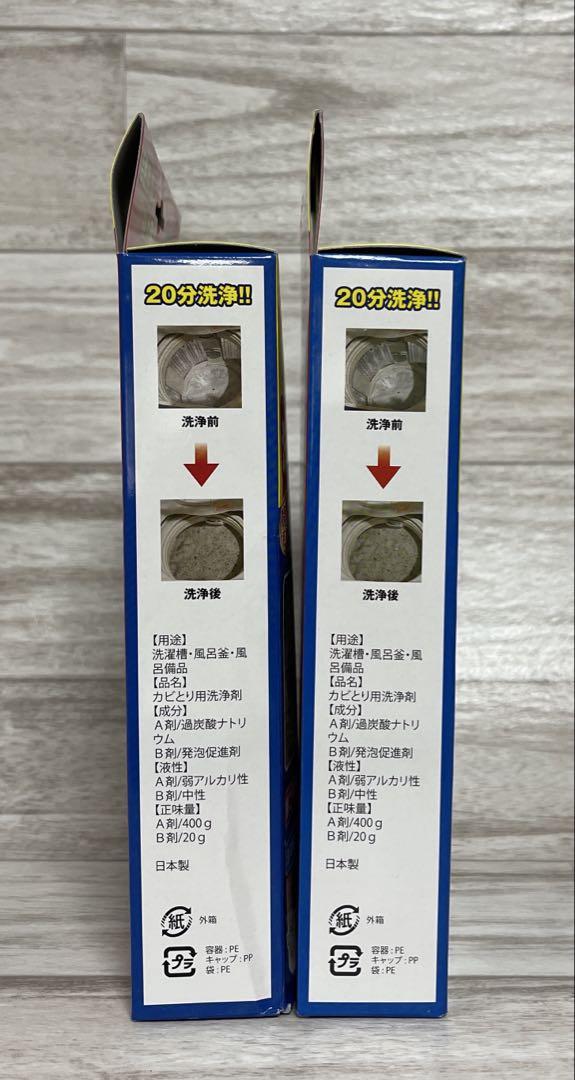 20分洗浄!!
洗浄前
洗浄後
【用途】
洗濯槽・風呂釜・風
呂備品
【品名】
カビとり用洗浄剤
【成分】
A剤/過炭酸ナトリ
ウム
B剤/発泡促進剤
【液性】
A剤/弱アルカリ性
B剤/中性
【正味量】
A剤/400g
B剤/20g
日本製
紙 外箱
プラ
容器:PE
キャップ:PP
袋:PE
20分洗浄!!
洗浄前
洗浄後
【用途】
洗濯槽・風呂釜・風
呂備品
【品名】
カビとり用洗浄剤
【成分】
A剤/過炭酸ナトリ
ウム
B剤/発泡促進剤
【液性】
A剤/弱アルカリ性
B剤/中性
【正味量】
A剤/400g
B剤/20g
日本製
紙 外箱
プラ
容器:PE
キャップ:PP
袋:PE